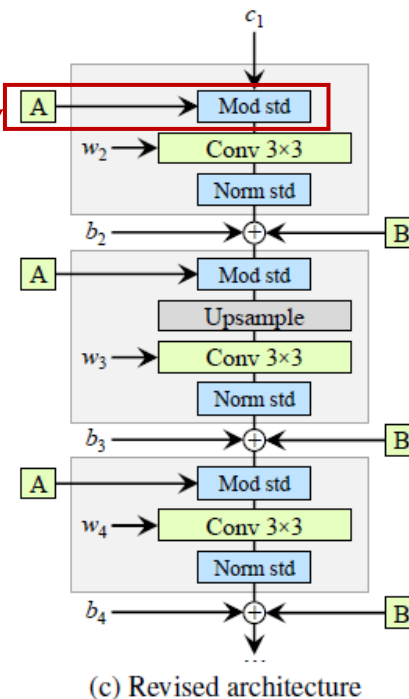 c1
A Mod std
w2 Conv 3×3
Norm std
b2 + B
A Mod std
Upsample
w3 Conv 3×3
Norm std
b3 + B
A Mod std
w4 Conv 3×3
Norm std
b4 + B
...
(c) Revised architecture